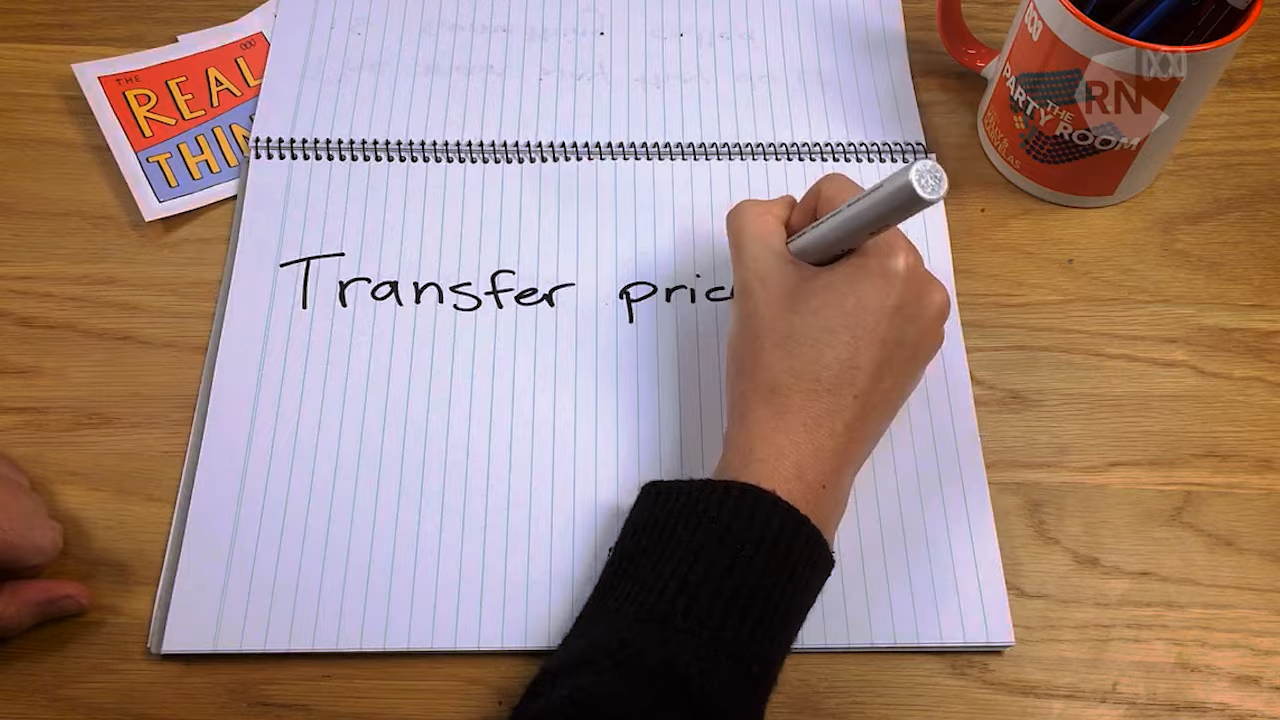 THE
REAL
THIN
Transfer pric
RN
THE
PARTY ROOM